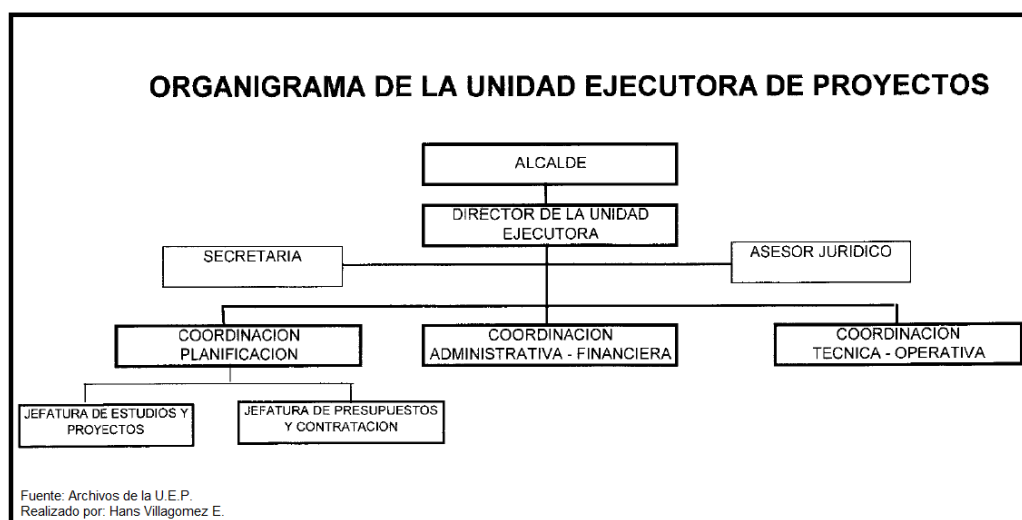 ORGANIGRAMA DE LA UNIDAD EJECUTORA DE PROYECTOS
ALCALDE
DIRECTOR DE LA UNIDAD
EJECUTORA
SECRETARIA
ASESOR JURIDICO
COORDINACION
PLANIFICACION
COORDINACION
ADMINISTRATIVA - FINANCIERA
COORDINACIÓN
TECNICA - OPERATIVA
JEFATURA DE ESTUDIOS Y
PROYECTOS
JEFATURA DE PRESUPUESTOS
Y CONTRATACION
Fuente: Archivos de la U.E.P.
Realizado por: Hans Villagomez E.